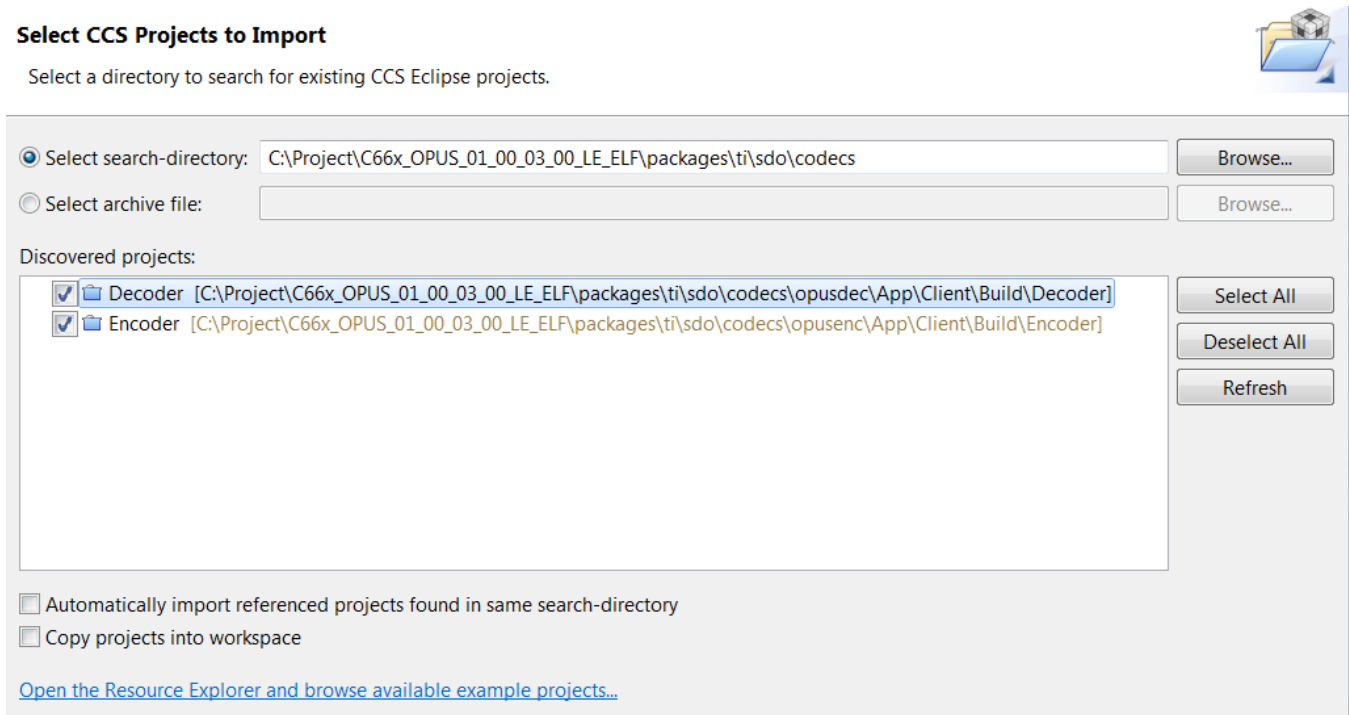 Select CCS Projects to Import
Select a directory to search for existing CCS Eclipse projects.
Select search-directory: C:\Project\C66x_OPUS_01_00_03_00_LE_ELF\packages\ti\sdo\codecs Browse...
Select archive file: Browse...
Discovered projects:
Decoder [C:\Project\C66x_OPUS_01_00_03_00_LE_ELF\packages\ti\sdo\codecs\opusdec\App\Client\Build\Decoder] Select All
Encoder [C:\Project\C66x_OPUS_01_00_03_00_LE_ELF\packages\ti\sdo\codecs\opusenc\App\Client\Build\Encoder]
Deselect All
Refresh
Automatically import referenced projects found in same search-directory
Copy projects into workspace
Open the Resource Explorer and browse available example projects...